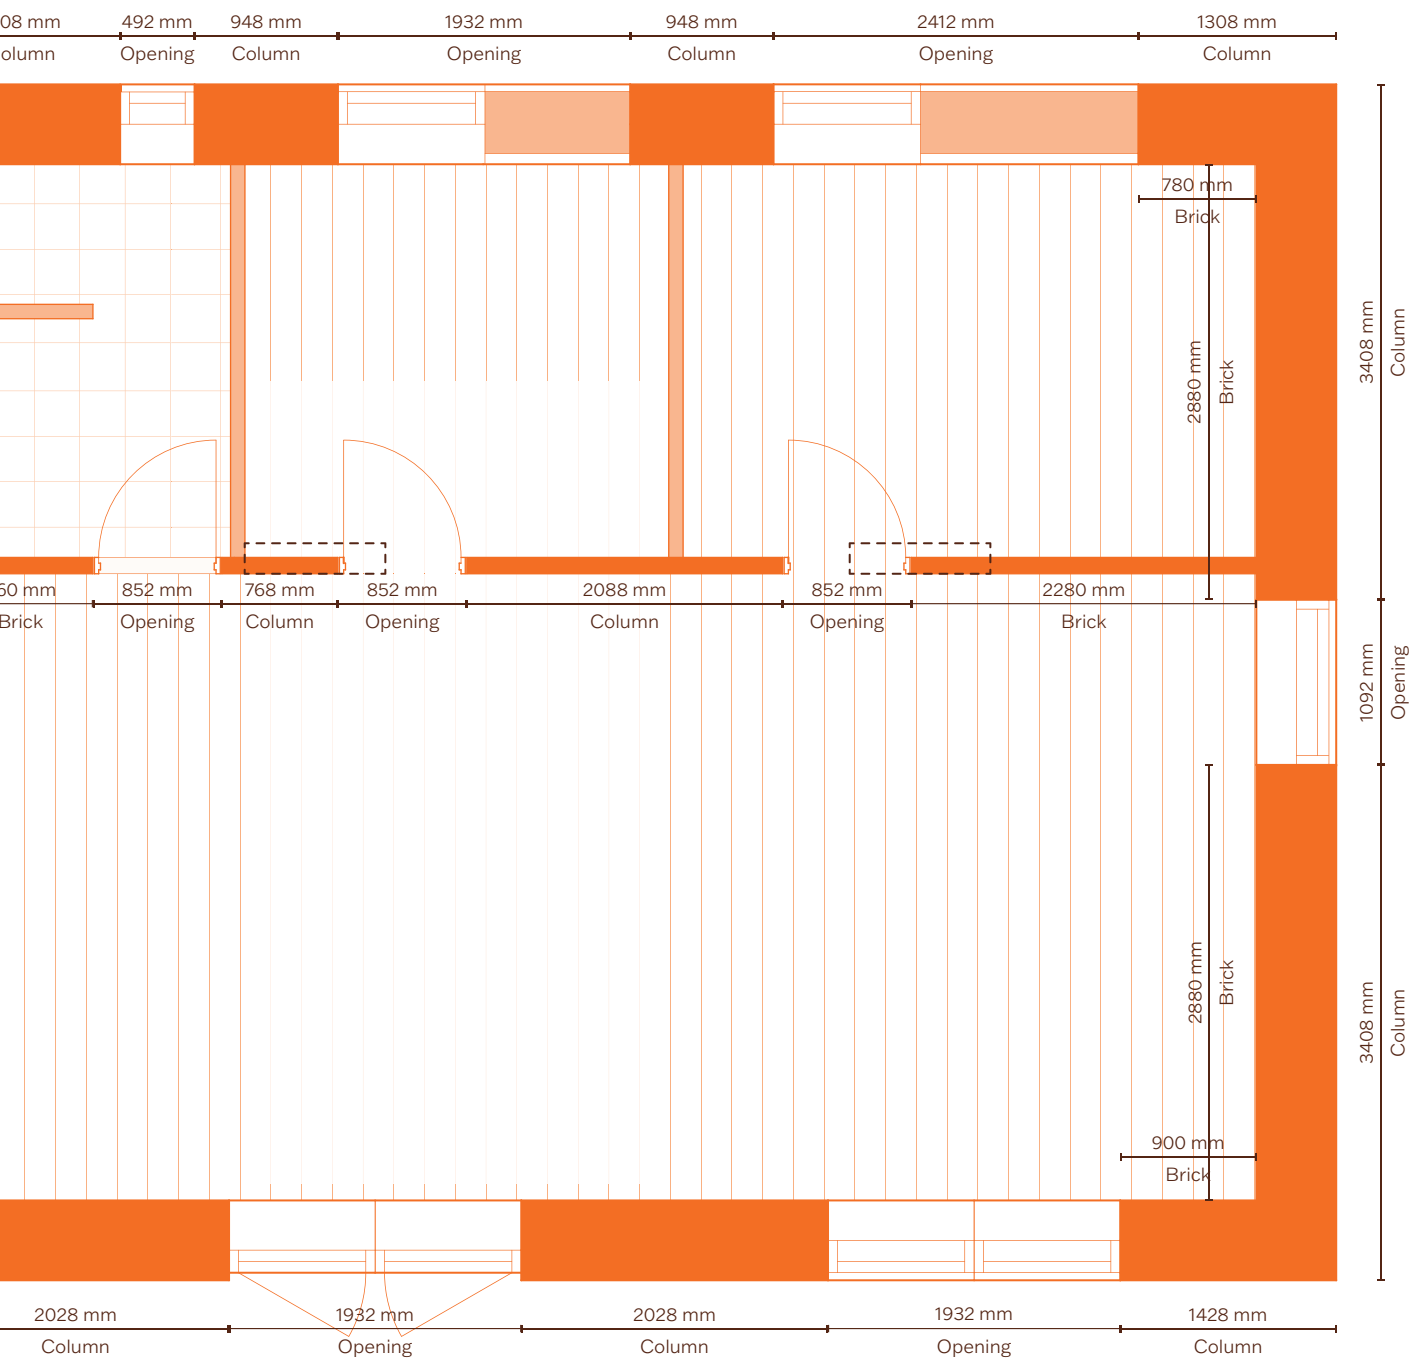 08 mm 492 mm 948 mm 1932 mm 948 mm 2412 mm 1308 mm
olumn Opening Column Opening Column Opening Column
780 mm
Brick
2880 mm
Brick
3408 mm
Column
60 mm 852 mm 768 mm 852 mm 2088 mm 852 mm 2280 mm
Brick Opening Column Opening Column Opening Brick
1092 mm
Opening
2880 mm
Brick
3408 mm
Column
900 mm
Brick
2028 mm 1932 mm 2028 mm 1932 mm 1428 mm
Column Opening Column Opening Column